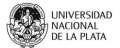 UNIVERSIDAD
NACIONAL
DE LA PLATA